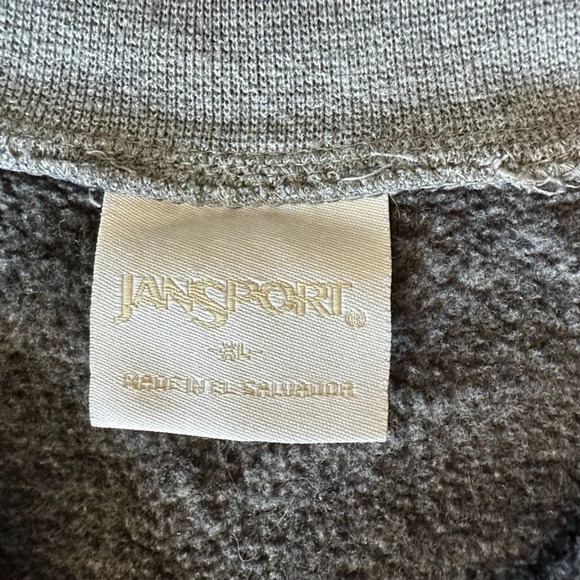 JANSPORT®
-XL-
MADE IN EL SALVADOR